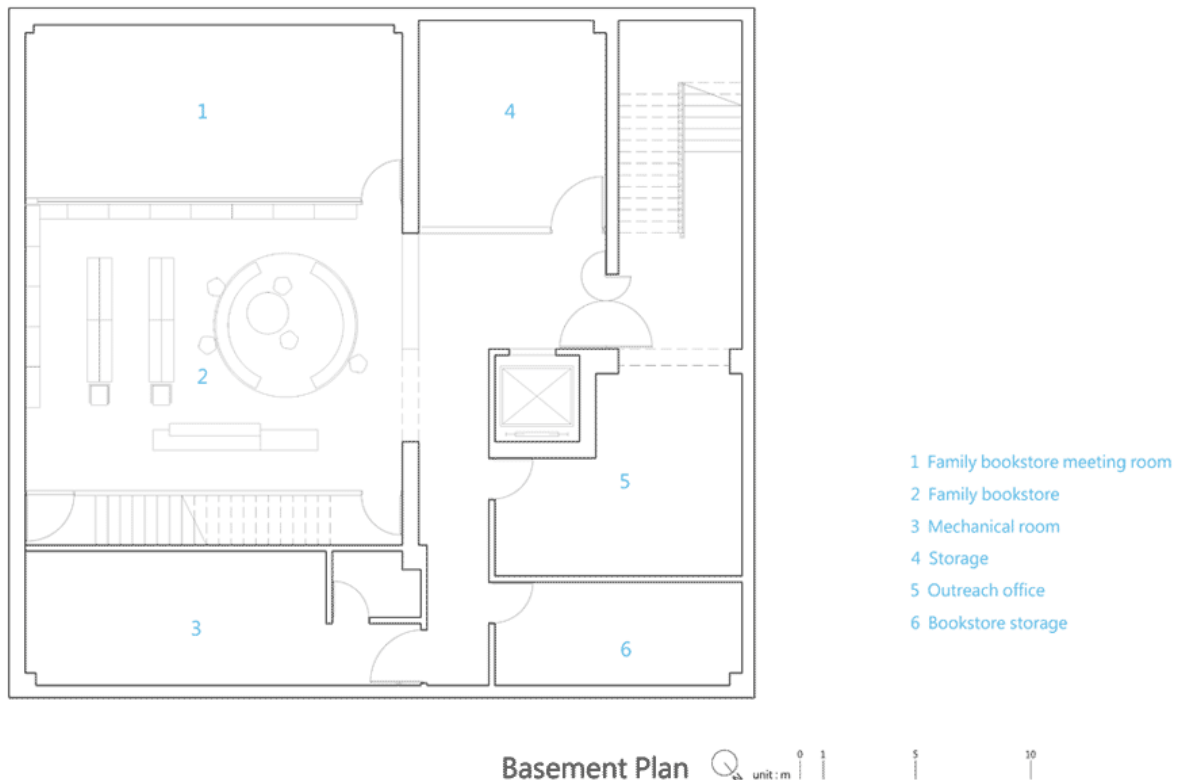 1
4
2
5
3
6
1 Family bookstore meeting room
2 Family bookstore
3 Mechanical room
4 Storage
5 Outreach office
6 Bookstore storage
Basement Plan unit : m 0 1 5 10